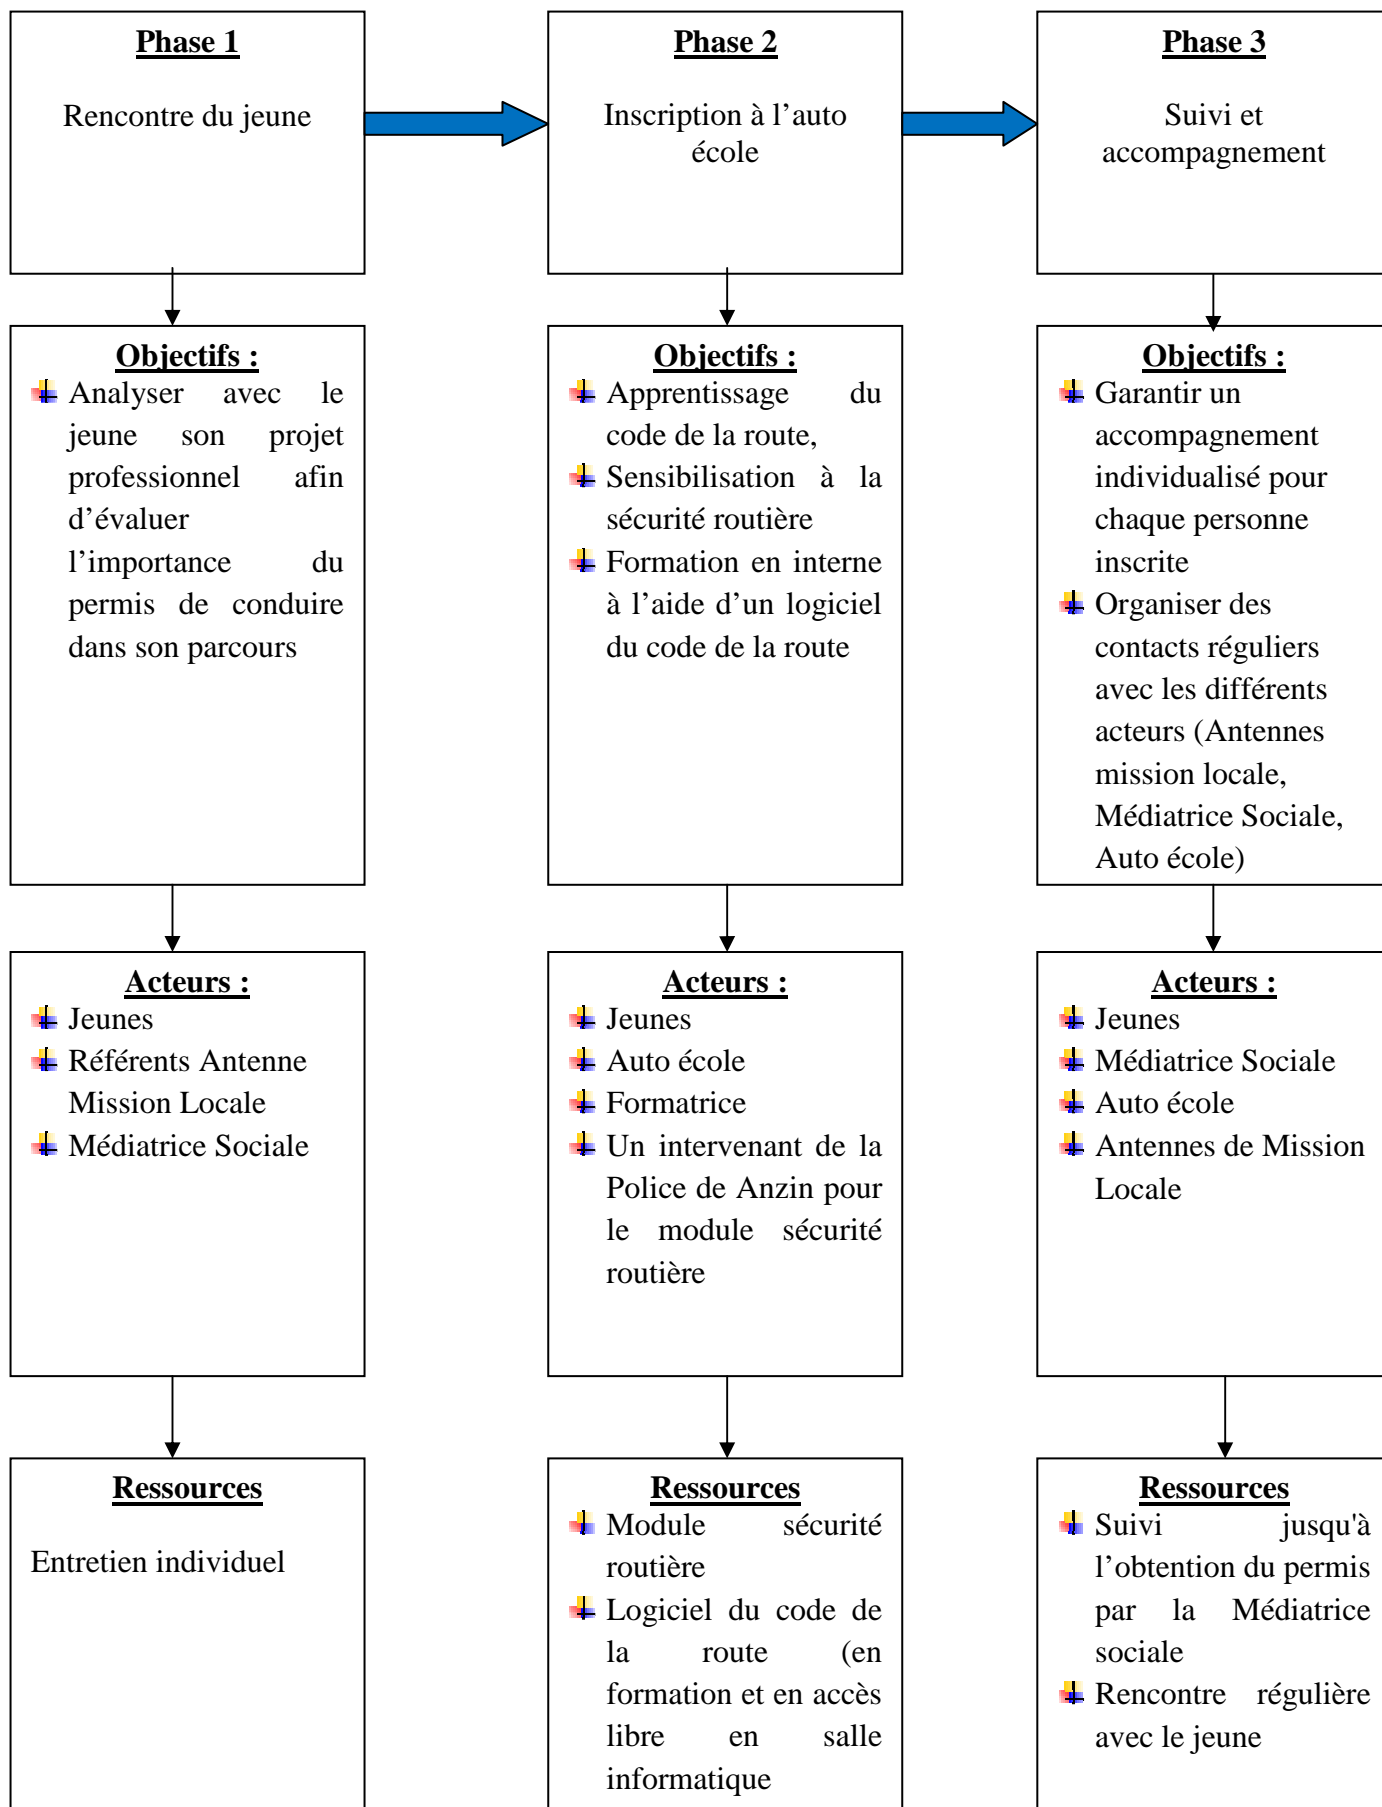 Phase 1
Rencontre du jeune
Phase 2
Inscription à l’auto
école
Phase 3
Suivi et
accompagnement
Objectifs :
Analyser avec le
jeune son projet
professionnel afin
d’évaluer
l’importance du
permis de conduire
dans son parcours
Objectifs :
Apprentissage du
code de la route,
Sensibilisation à la
sécurité routière
Formation en interne
à l’aide d’un logiciel
du code de la route
Objectifs :
Garantir un
accompagnement
individualisé pour
chaque personne
inscrite
Organiser des
contacts réguliers
avec les différents
acteurs (Antennes
mission locale,
Médiatrice Sociale,
Auto école)
Acteurs :
Jeunes
Référents Antenne
Mission Locale
Médiatrice Sociale
Acteurs :
Jeunes
Auto école
Formatrice
Un intervenant de la
Police de Anzin pour
le module sécurité
routière
Acteurs :
Jeunes
Médiatrice Sociale
Auto école
Antennes de Mission
Locale
Ressources
Entretien individuel
Ressources
Module sécurité
routière
Logiciel du code de
la route (en
formation et en accès
libre en salle
informatique
Ressources
Suivi jusqu'à
l’obtention du permis
par la Médiatrice
sociale
Rencontre régulière
avec le jeune